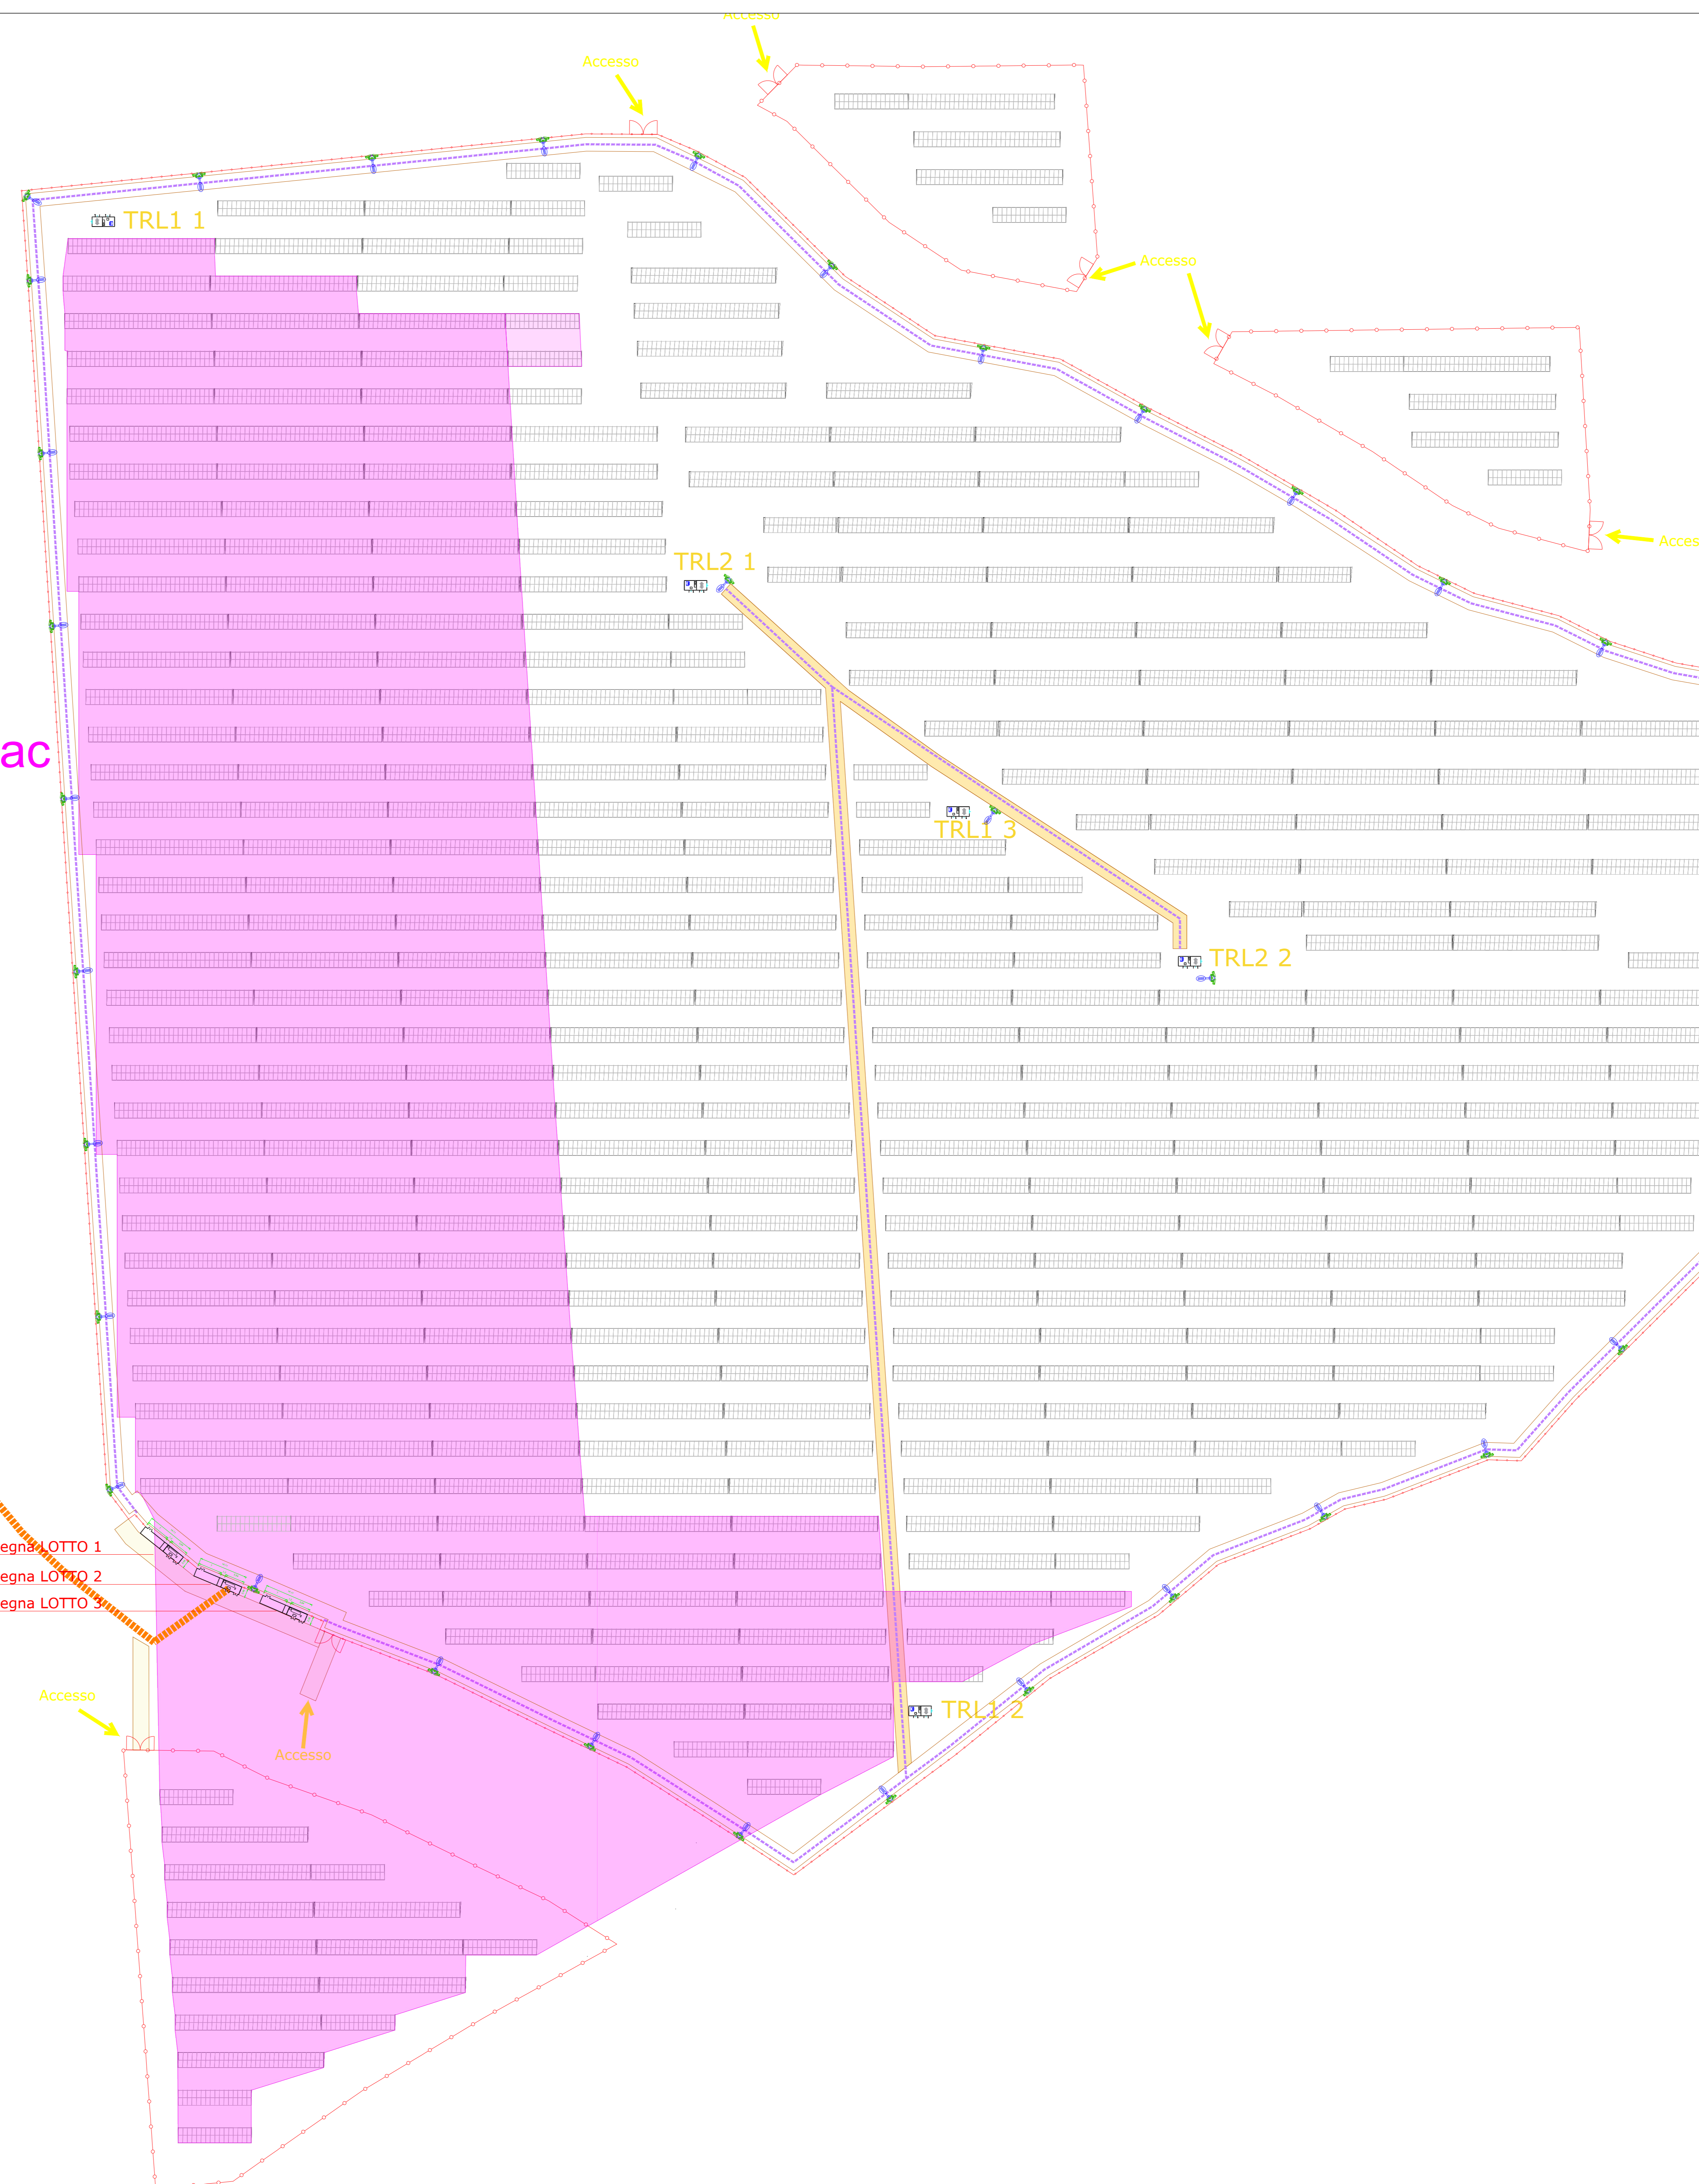 Accesso
Accesso
TRL1 1
Accesso
Acces
TRL2 1
ac
TRL1 3
TRL2 2
egna LOTTO 1
egna LOTTO 2
egna LOTTO 3
Accesso
TRL1 2
Accesso